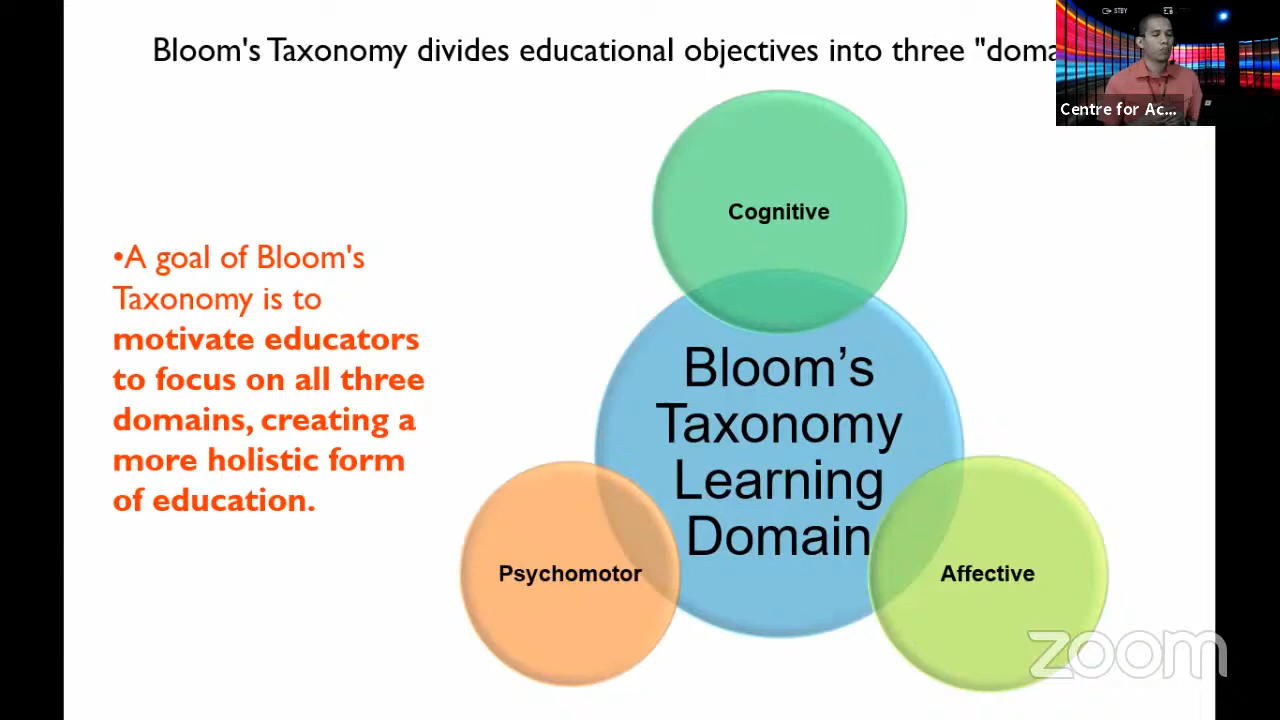 Bloom's Taxonomy divides educational objectives into three "doma
STBY
Centre for Ac...
Cognitive
•A goal of Bloom's
Taxonomy is to
motivate educators
to focus on all three
domains, creating a
more holistic form
of education.
Bloom’s
Taxonomy
Learning
Domain
Psychomotor
Affective
zoom